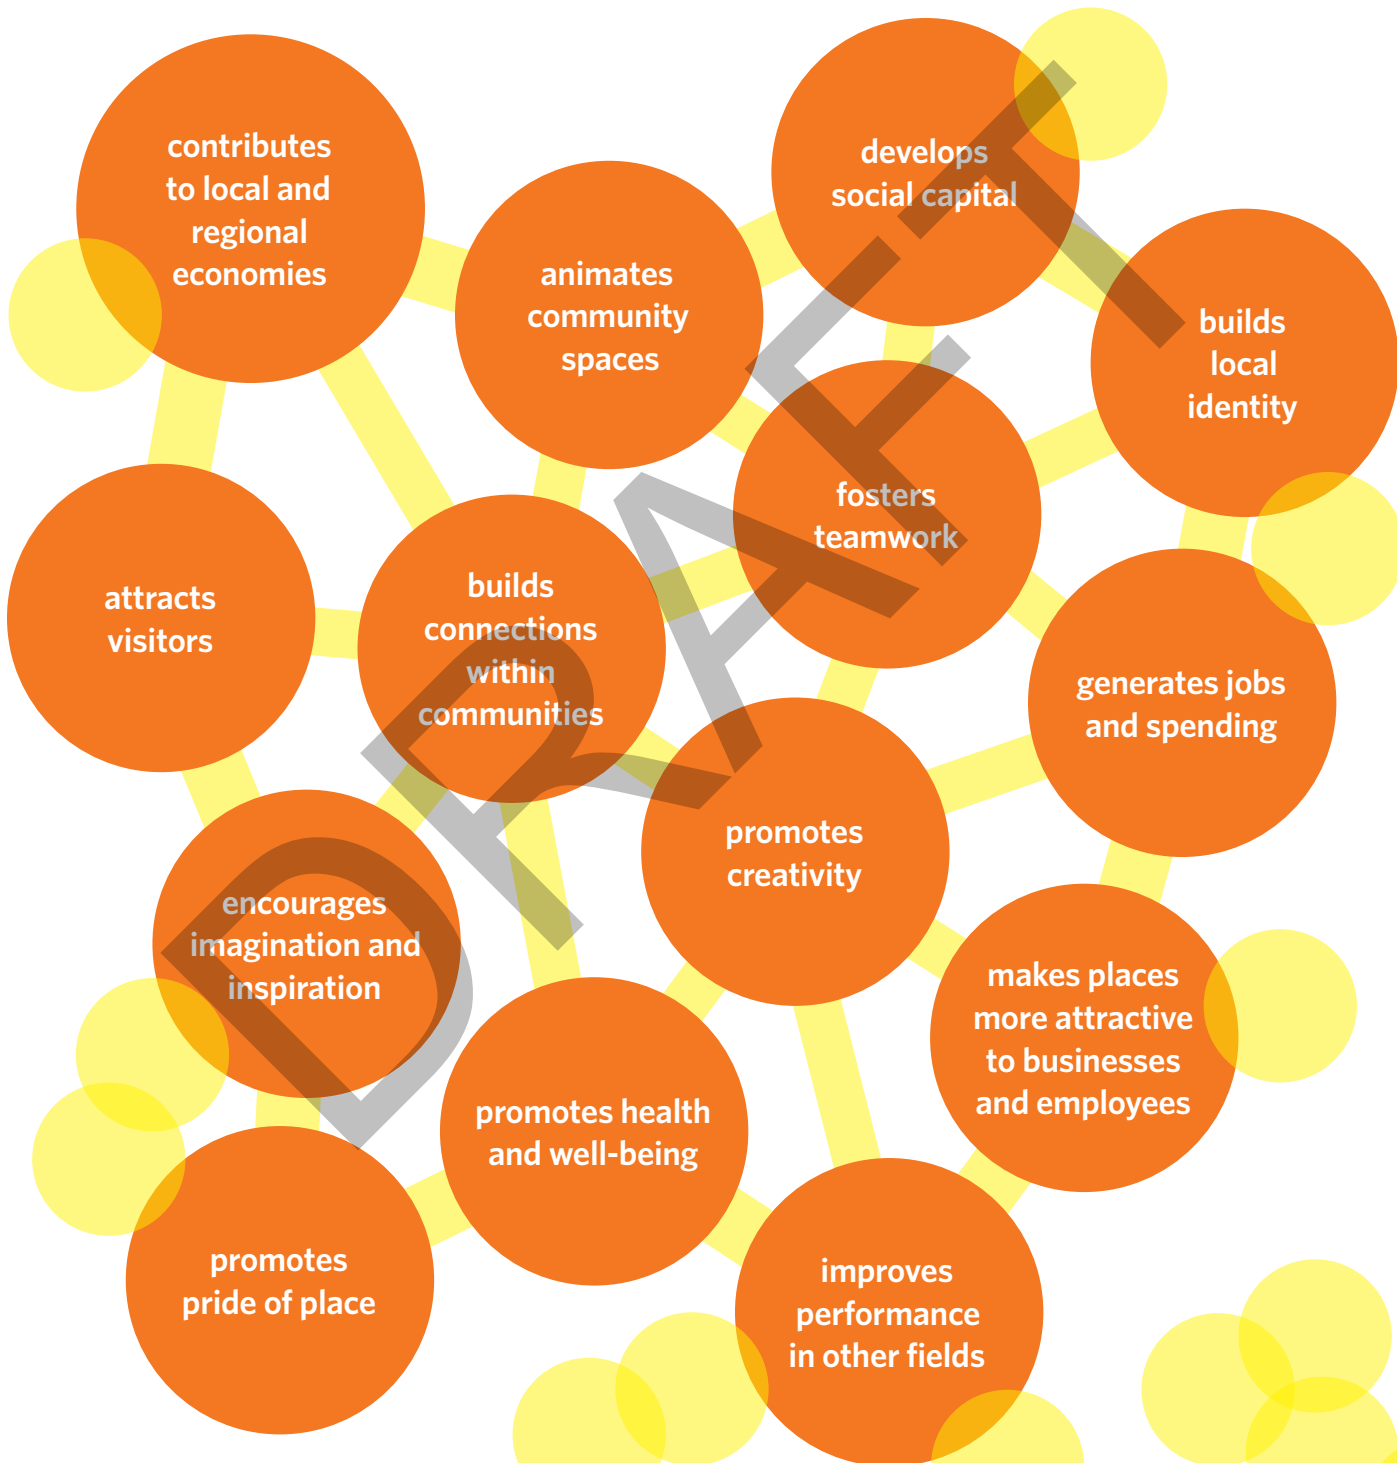 contributes
to local and
regional
economies
develops
social capital
animates
community
spaces
builds
local
identity
fosters
teamwork
attracts
visitors
builds
connections
within
communities
generates jobs
and spending
promotes
creativity
encourages
imagination and
inspiration
makes places
more attractive
to businesses
and employees
promotes health
and well-being
promotes
pride of place
improves
performance
in other fields
DRAFT